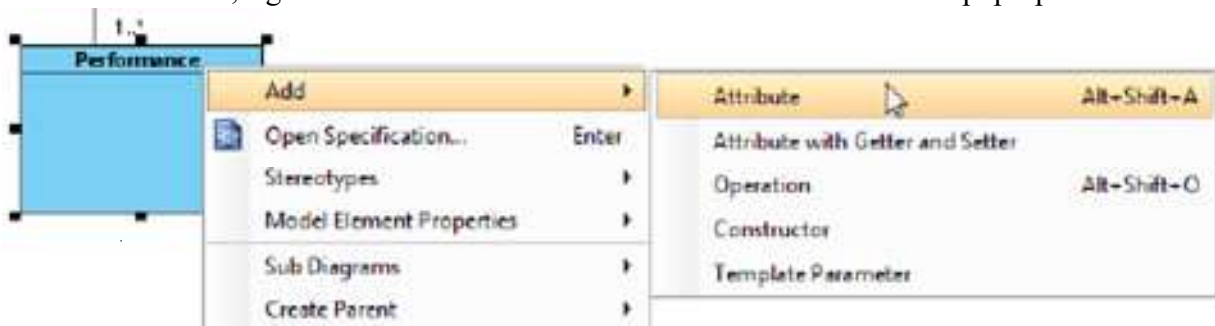 1..*
Performance
Add
Attribute Alt+Shift+A
Open Specification... Enter
Attribute with Getter and Setter
Stereotypes
Operation Alt+Shift+O
Model Element Properties
Constructor
Sub Diagrams
Template Parameter
Create Parent